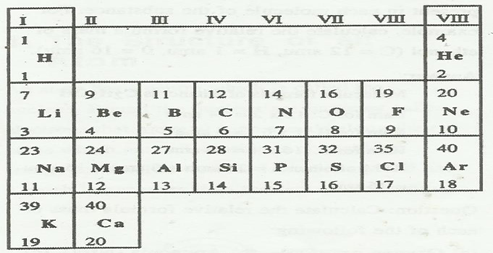 I II III IV V VI VII VIII
1 4
H He
1 2
7 9 11 12 14 16 19 20
Li Be B C N O F Ne
3 4 5 6 7 8 9 10
23 24 27 28 31 32 35 40
Na Mg Al Si P S Cl Ar
11 12 13 14 15 16 17 18
39 40
K Ca
19 20